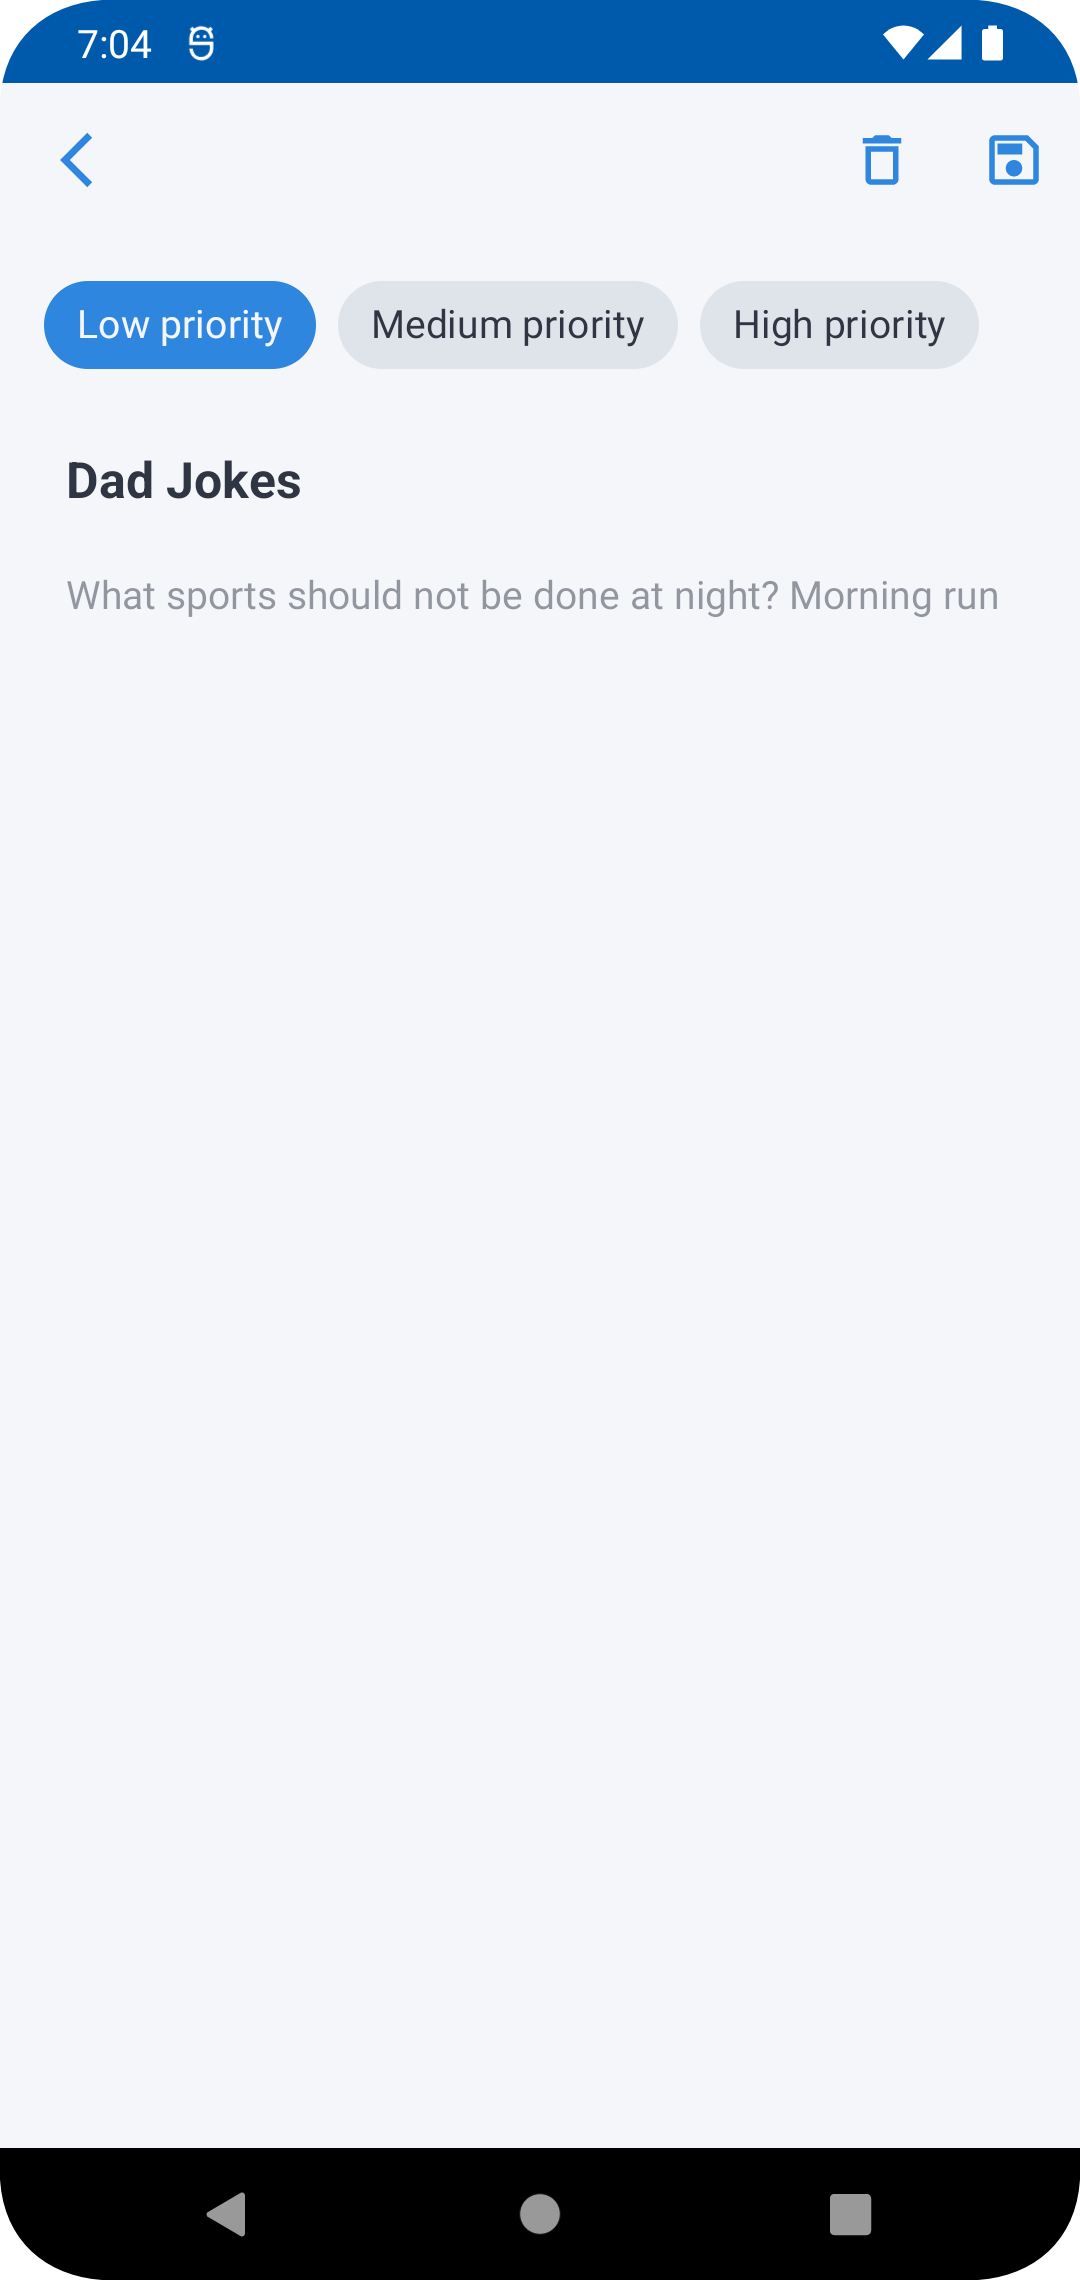 7:04
Low priority Medium priority High priority
Dad Jokes
What sports should not be done at night? Morning run